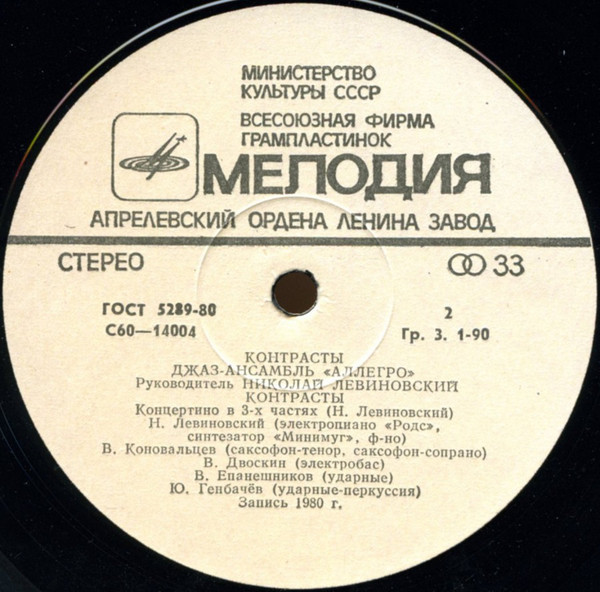 МИНИСТЕРСТВО
КУЛЬТУРЫ СССР
ВСЕСОЮЗНАЯ ФИРМА
ГРАМПЛАСТИНОК
МЕЛОДИЯ
АПРЕЛЕВСКИЙ ОРДЕНА ЛЕНИНА ЗАВОД
СТЕРЕО
33
ГОСТ 5289-80
С60—14004
2
Гр. 3. 1-90
КОНТРАСТЫ
ДЖАЗ-АНСАМБЛЬ «АЛЛЕГРО»
Руководитель НИКОЛАЙ ЛЕВИНОВСКИЙ
КОНТРАСТЫ
Концертино в 3-х частях (Н. Левиновский)
Н. Левиновский (электропиано «Родс»,
синтезатор «Минимуг», ф-но)
В. Коновальцев (саксофон-тенор, саксофон-сопрано)
В. Двоскин (электробас)
В. Епанешников (ударные)
Ю. Генбачёв (ударные-перкуссия)
Запись 1980 г.